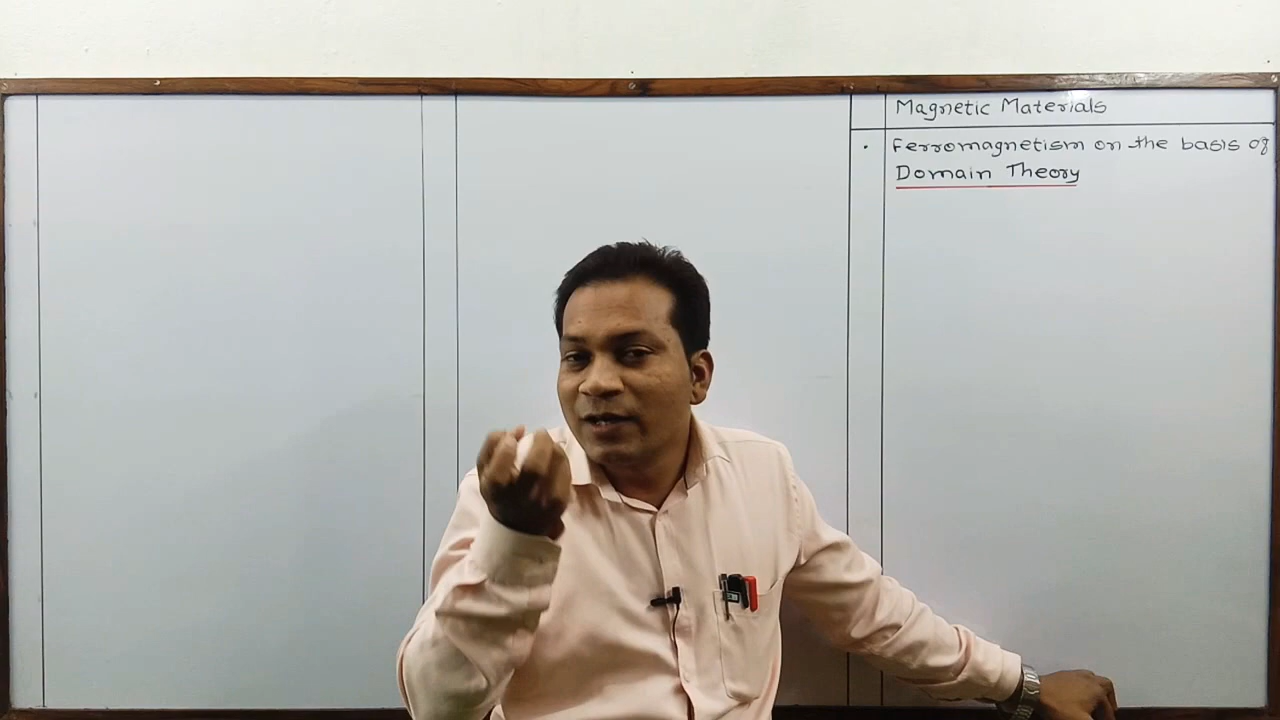 Magnetic Materials
• Ferromagnetism on the basis of
Domain Theory